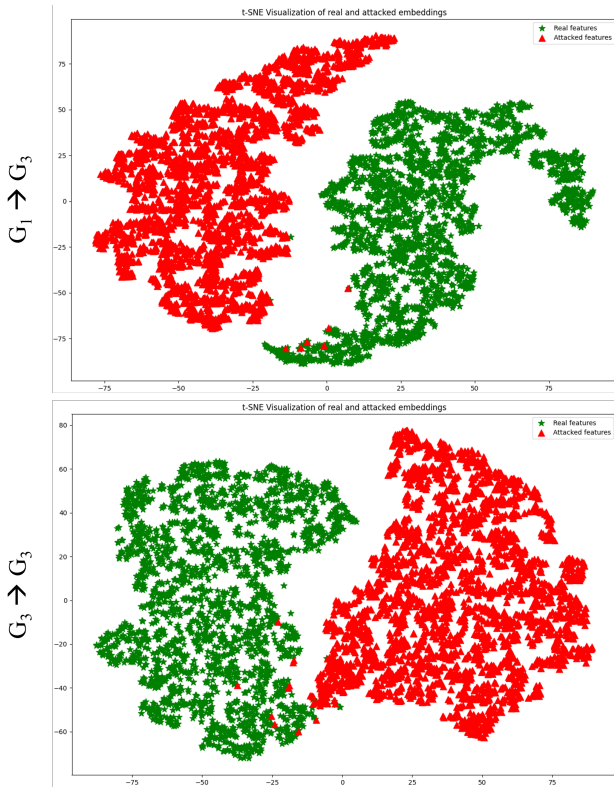 t-SNE Visualization of real and attacked embeddings
Real features
Attacked features
75
50
25
0
−25
−50
−75
−75 −50 −25 0 25 50 75
G₁ → G₃
t-SNE Visualization of real and attacked embeddings
Real features
Attacked features
80
60
40
20
0
−20
−40
−60
−75 −50 −25 0 25 50 75
G₃ → G₃